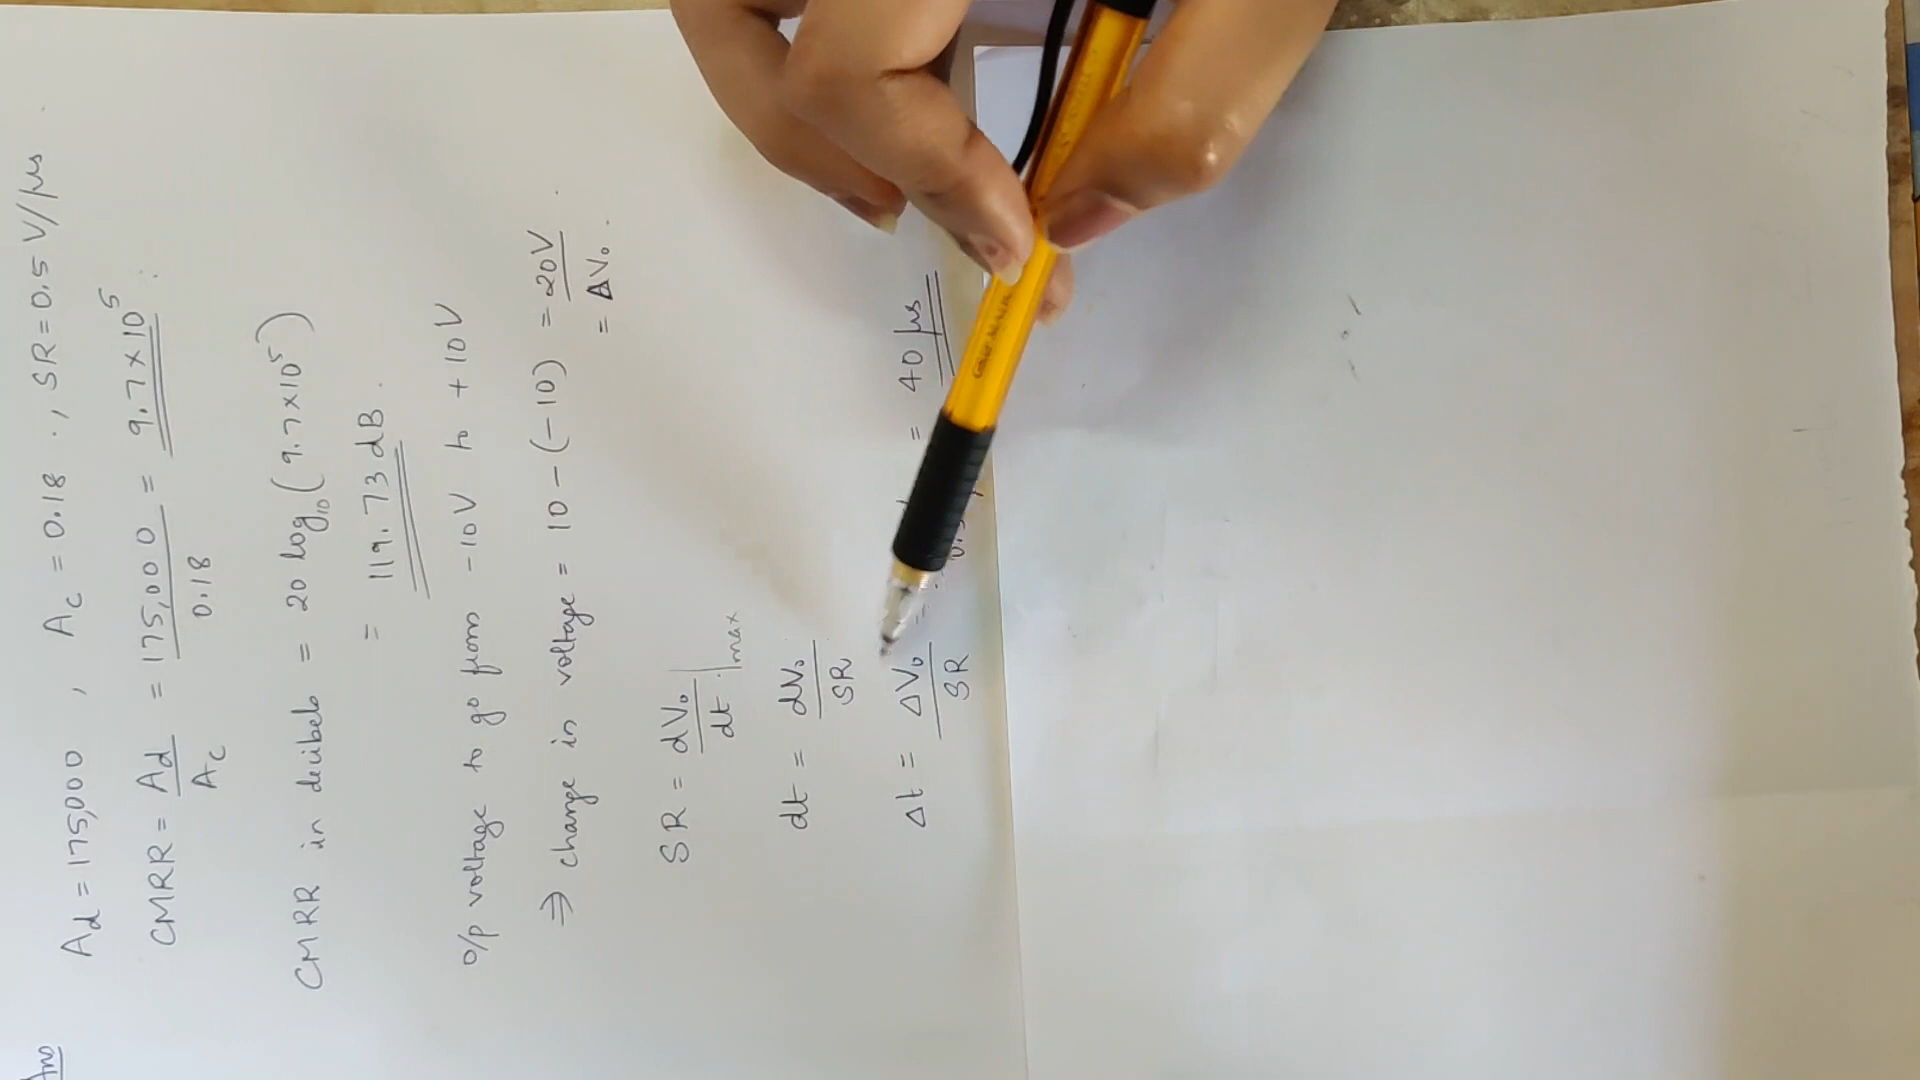 Ans
Ad = 175,000 , Ac = 0.18 ., SR = 0.5 V/μs .
CMRR = Ad/Ac = 175,000/0.18 = 9.7 x 10^5 .
CMRR in decibels = 20 log10 (9.7 x 10^5)
= 119.73 dB .
o/p voltage to go from -10V to +10V
⇒ change in voltage = 10 - (-10) = 20V .
= ΔVo .
SR = dVo/dt |max
dt = dVo/SR
Δt = ΔVo/SR = 40 μs